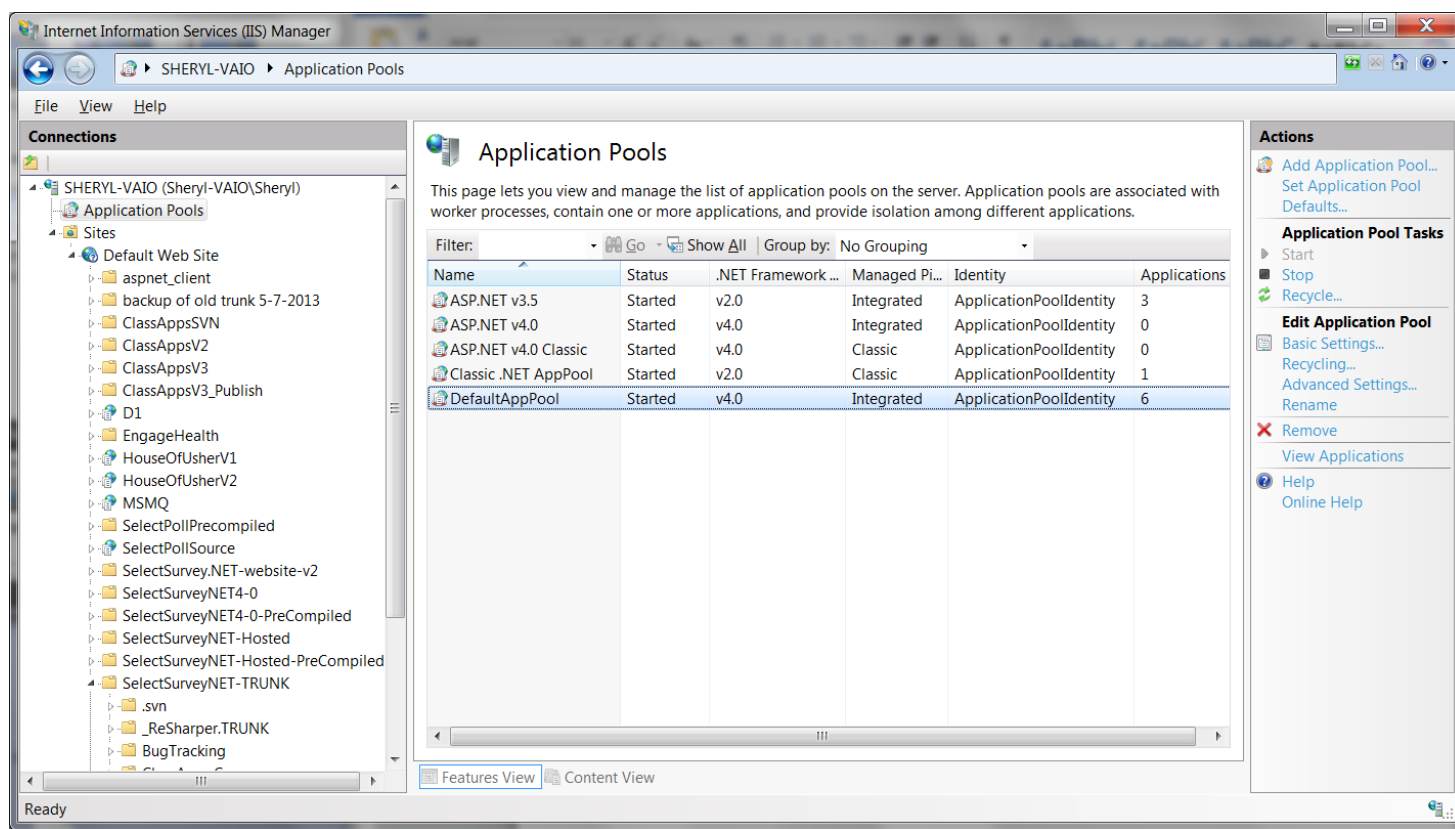 Internet Information Services (IIS) Manager
SHERYL-VAIO Application Pools
File View Help
Connections
SHERYL-VAIO (Sheryl-VAIO\Sheryl)
Application Pools
Sites
Default Web Site
aspnet_client
backup of old trunk 5-7-2013
ClassAppsSVN
ClassAppsV2
ClassAppsV3
ClassAppsV3_Publish
D1
EngageHealth
HouseOfUsherV1
HouseOfUsherV2
MSMQ
SelectPollPrecompiled
SelectPollSource
SelectSurvey.NET-website-v2
SelectSurveyNET4-0
SelectSurveyNET4-0-PreCompiled
SelectSurveyNET-Hosted
SelectSurveyNET-Hosted-PreCompiled
SelectSurveyNET-TRUNK
.svn
_ReSharper.TRUNK
BugTracking
Application Pools
This page lets you view and manage the list of application pools on the server. Application pools are associated with
worker processes, contain one or more applications, and provide isolation among different applications.
Filter: Go Show All Group by: No Grouping
Name Status .NET Framework ... Managed Pi... Identity Applications
ASP.NET v3.5 Started v2.0 Integrated ApplicationPoolIdentity 3
ASP.NET v4.0 Started v4.0 Integrated ApplicationPoolIdentity 0
ASP.NET v4.0 Classic Started v4.0 Classic ApplicationPoolIdentity 0
Classic .NET AppPool Started v2.0 Classic ApplicationPoolIdentity 1
DefaultAppPool Started v4.0 Integrated ApplicationPoolIdentity 6
Features View Content View
Actions
Add Application Pool...
Set Application Pool
Defaults...
Application Pool Tasks
Start
Stop
Recycle...
Edit Application Pool
Basic Settings...
Recycling...
Advanced Settings...
Rename
Remove
View Applications
Help
Online Help
Ready